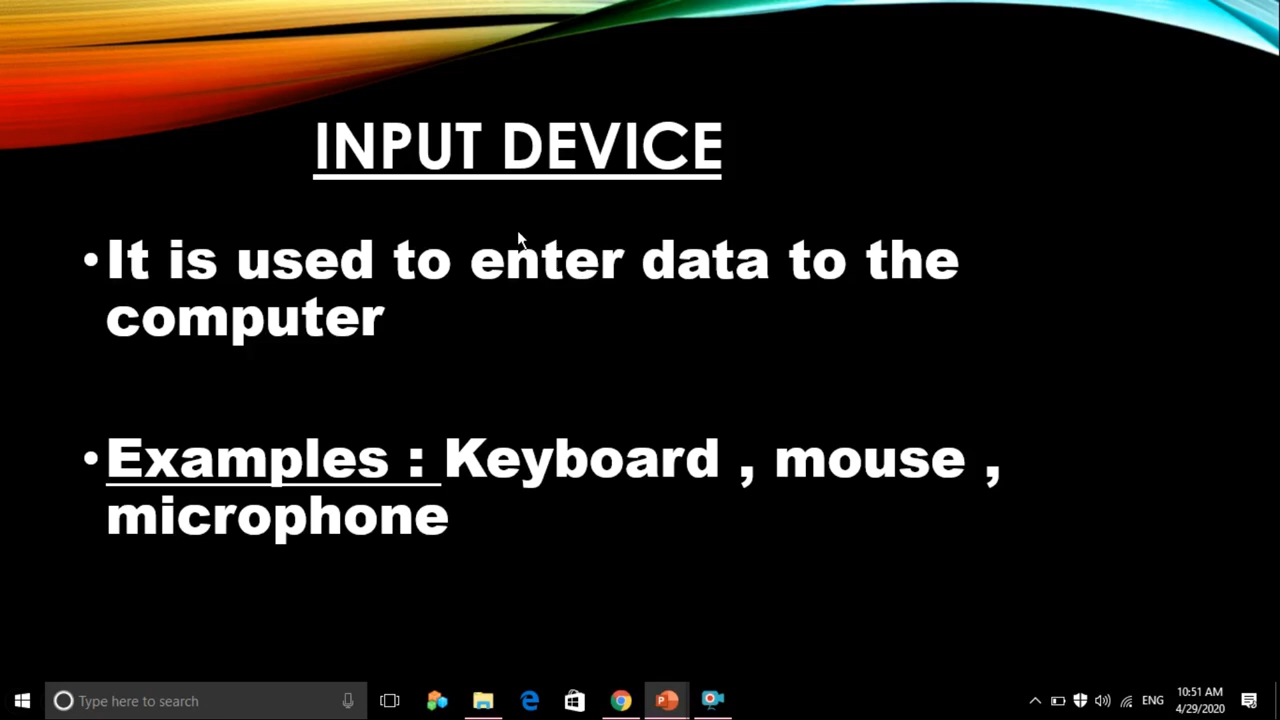 INPUT DEVICE
•It is used to enter data to the
computer
•Examples : Keyboard , mouse ,
microphone
Type here to search
ENG
10:51 AM
4/29/2020